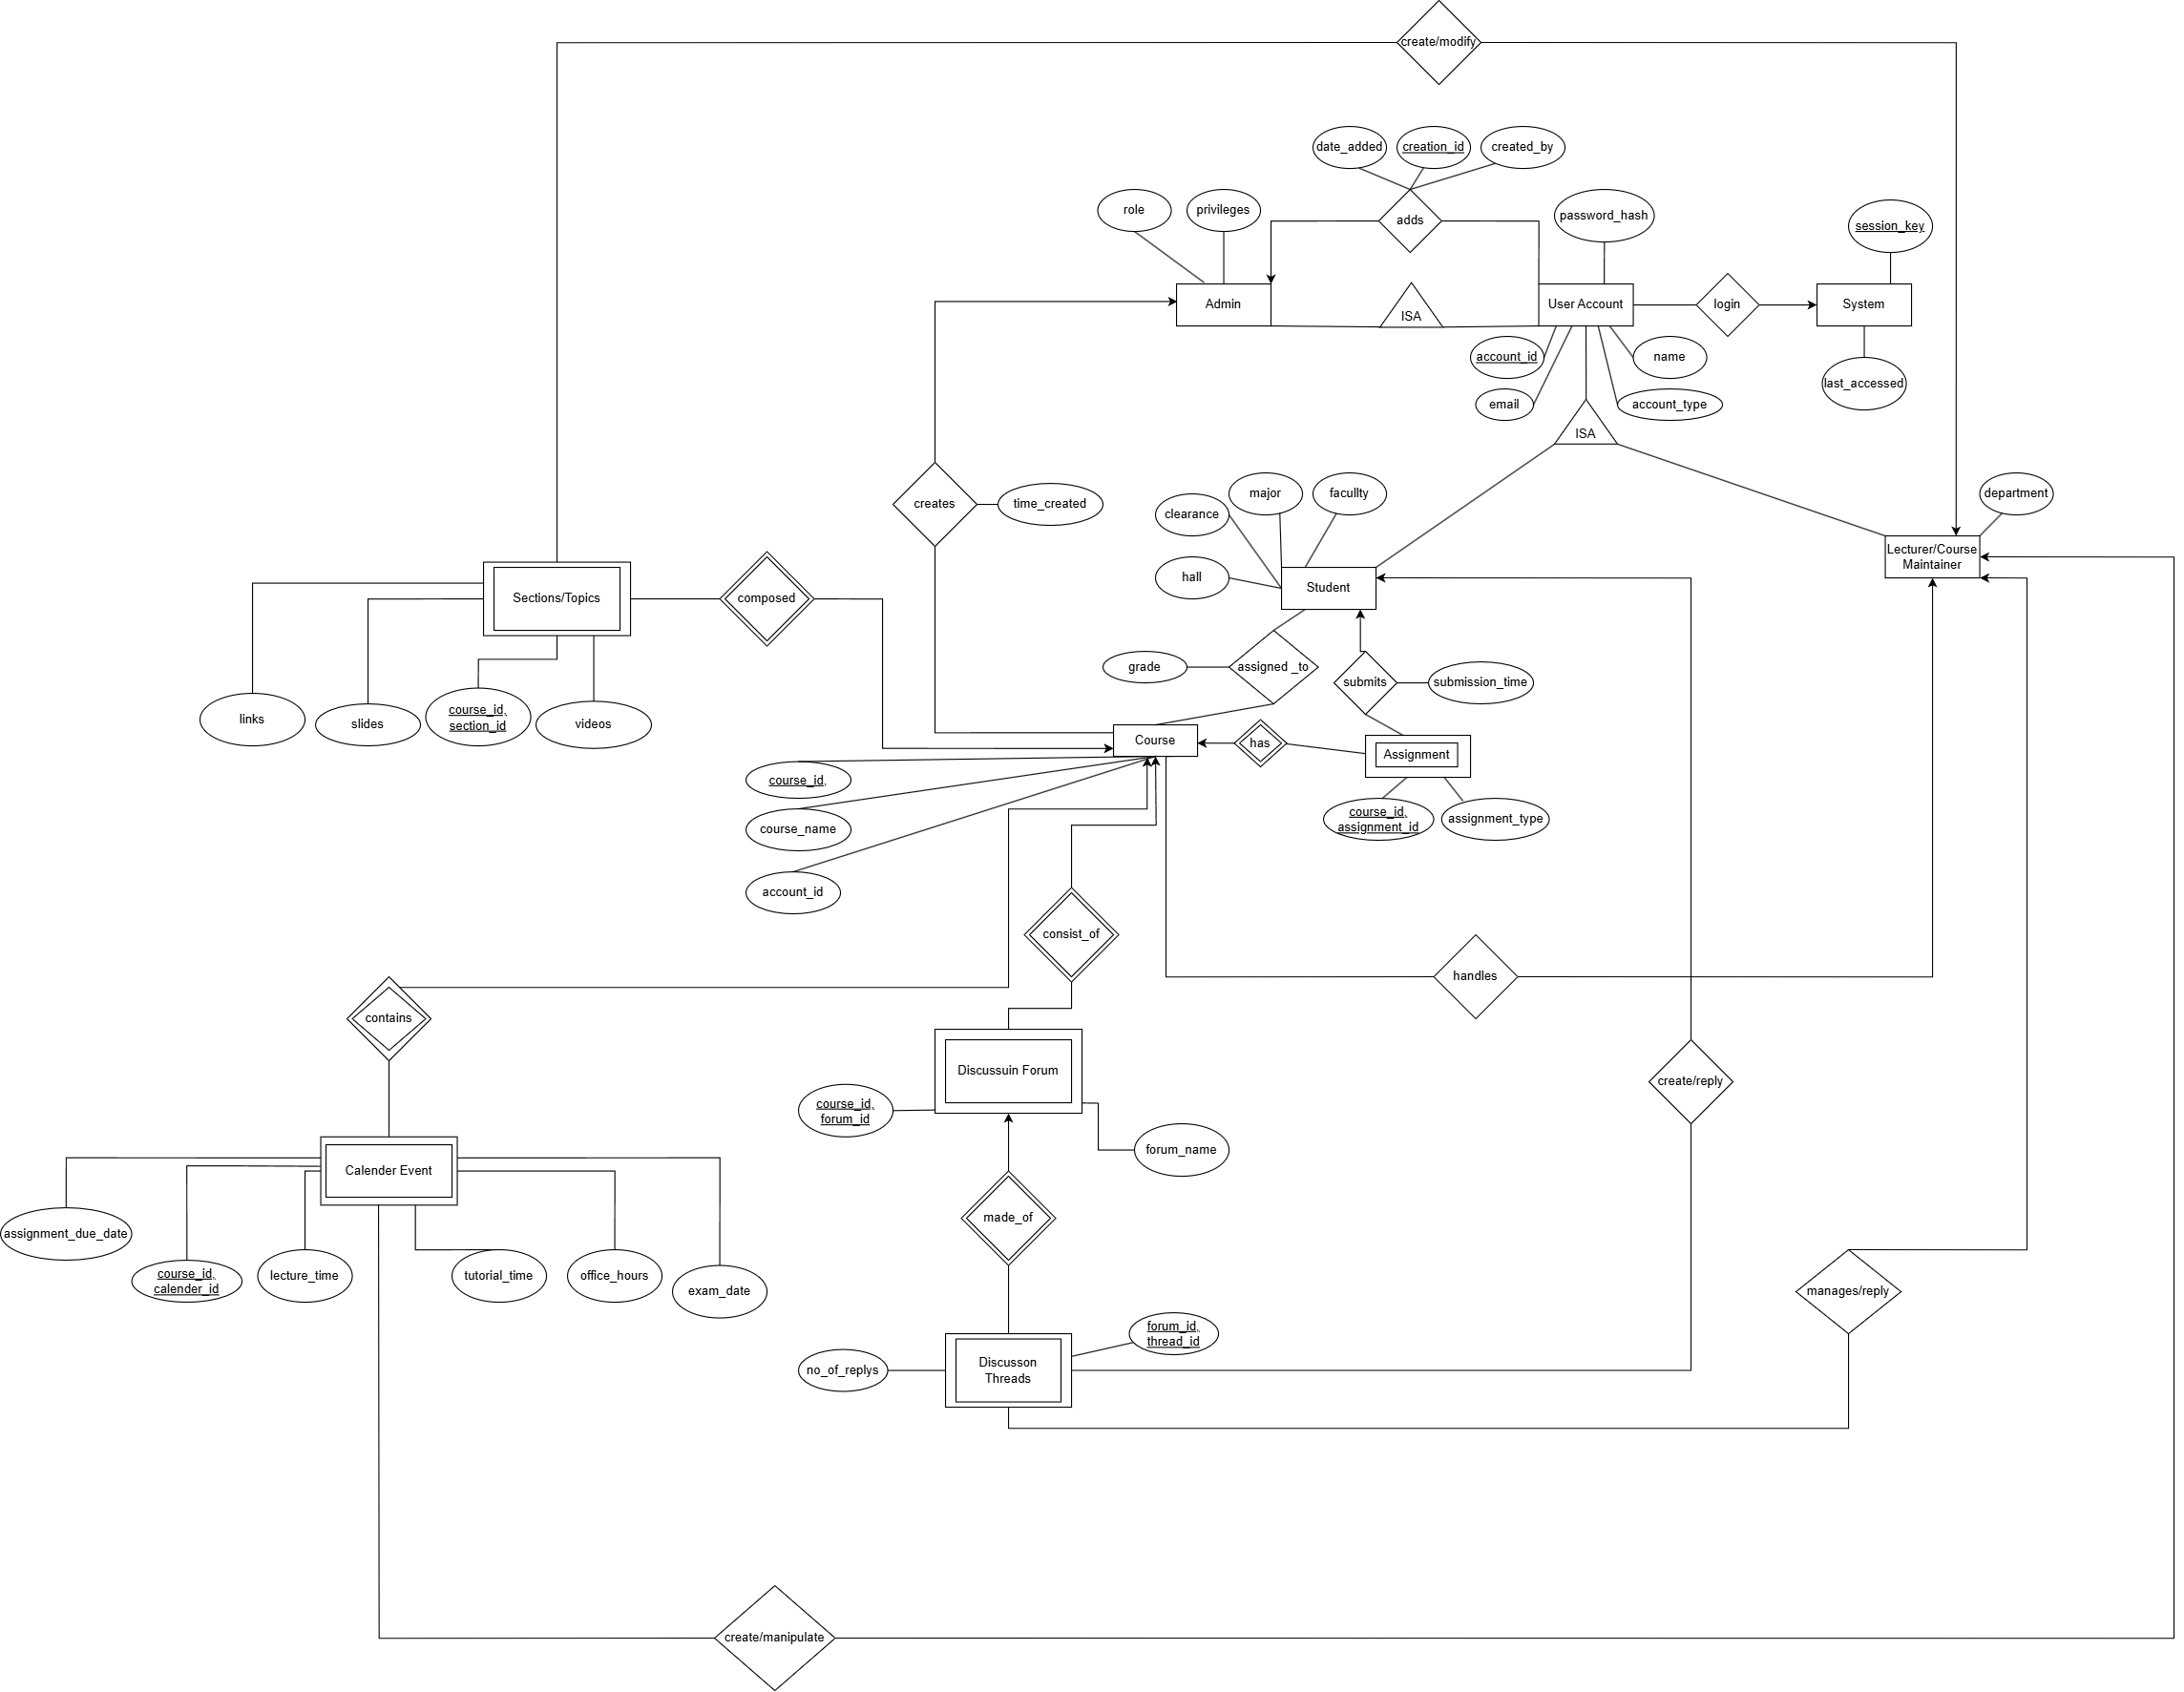 create/modify
date_added
creation_id
created_by
role
privileges
adds
password_hash
session_key
Admin
ISA
User Account
login
System
account_id
name
last_accessed
email
account_type
ISA
creates
time_created
clearance
major
facullty
department
Lecturer/Course
Maintainer
Sections/Topics
composed
hall
Student
grade
assigned _to
submits
submission_time
links
slides
course_id,
section_id
videos
Course
has
Assignment
course_id,
course_name
course_id,
assignment_id
assignment_type
account_id
consist_of
handles
contains
Discussuin Forum
create/reply
course_id,
forum_id
forum_name
Calender Event
assignment_due_date
course_id,
calender_id
lecture_time
tutorial_time
office_hours
exam_date
made_of
manages/reply
forum_id,
thread_id
no_of_replys
Discusson
Threads
create/manipulate